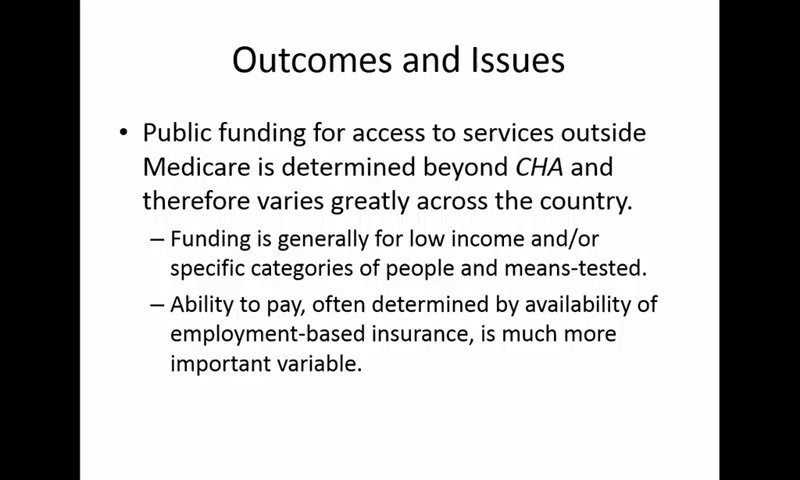 Outcomes and Issues
• Public funding for access to services outside
Medicare is determined beyond CHA and
therefore varies greatly across the country.
– Funding is generally for low income and/or
specific categories of people and means-tested.
– Ability to pay, often determined by availability of
employment-based insurance, is much more
important variable.